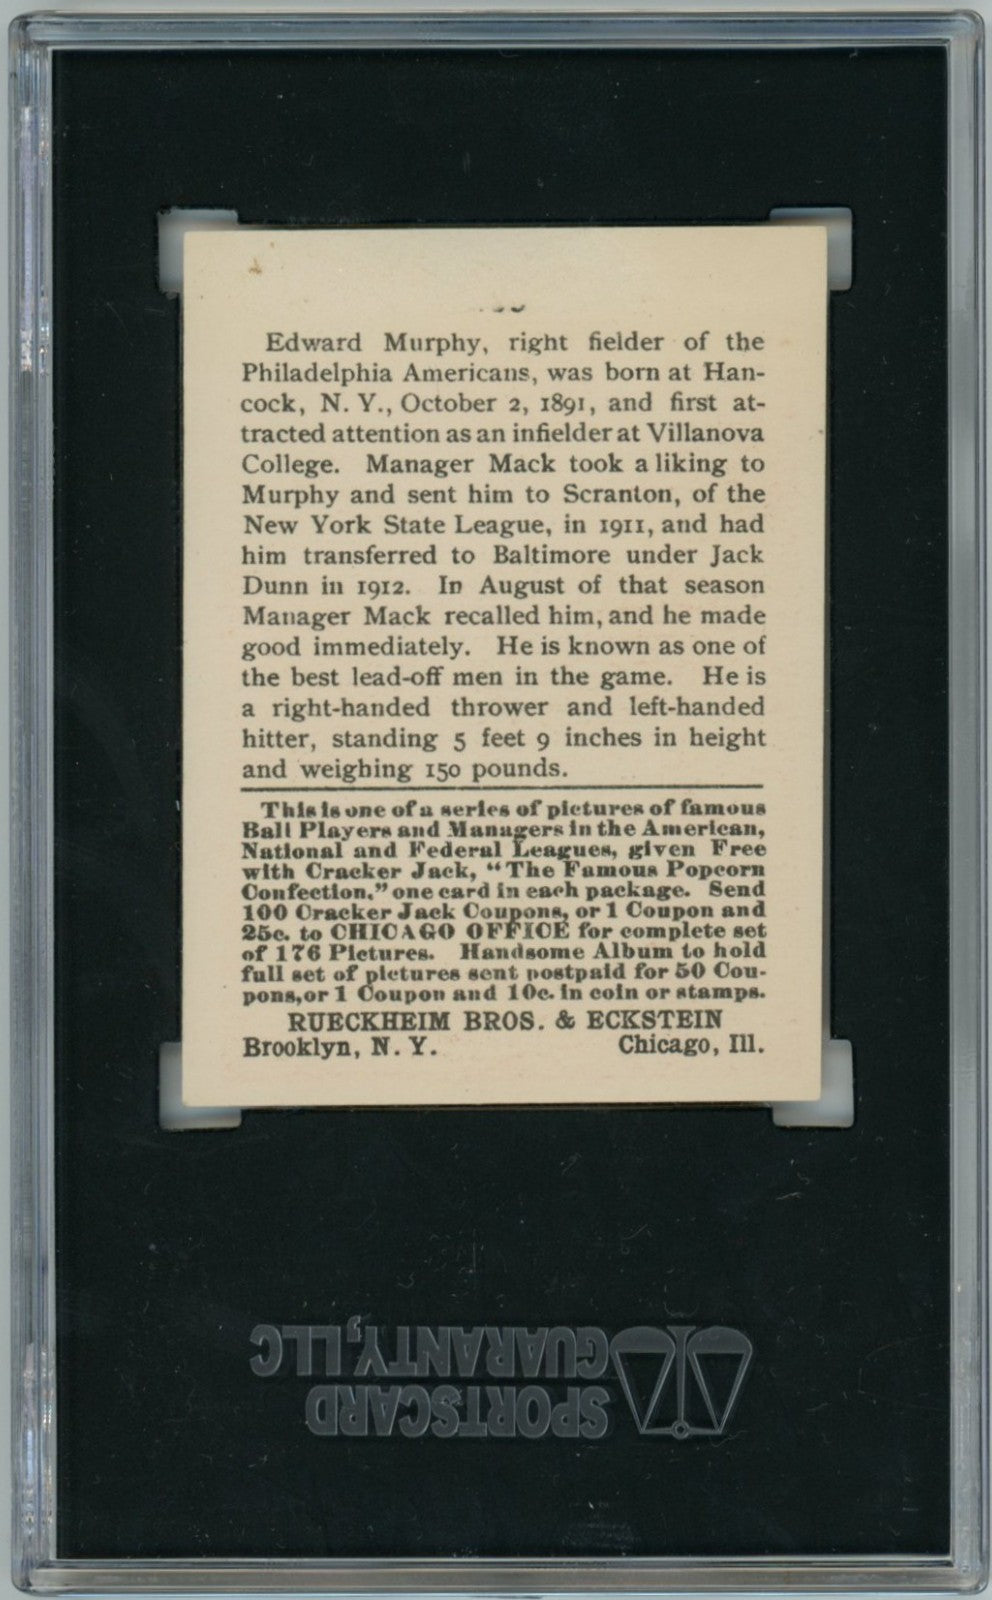 Edward Murphy, right fielder of the
Philadelphia Americans, was born at Han-
cock, N. Y., October 2, 1891, and first at-
tracted attention as an infielder at Villanova
College. Manager Mack took a liking to
Murphy and sent him to Scranton, of the
New York State League, in 1911, and had
him transferred to Baltimore under Jack
Dunn in 1912. In August of that season
Manager Mack recalled him, and he made
good immediately. He is known as one of
the best lead-off men in the game. He is
a right-handed thrower and left-handed
hitter, standing 5 feet 9 inches in height
and weighing 150 pounds.
This is one of a series of pictures of famous
Ball Players and Managers in the American,
National and Federal Leagues, given Free
with Cracker Jack, "The Famous Popcorn
Confection," one card in each package. Send
100 Cracker Jack Coupons, or 1 Coupon and
25c. to CHICAGO OFFICE for complete set
of 176 Pictures. Handsome Album to hold
full set of pictures sent postpaid for 50 Cou-
pons, or 1 Coupon and 10c. in coin or stamps.
RUECKHEIM BROS. & ECKSTEIN
Brooklyn, N. Y. Chicago, Ill.
SPORTSCARD
GUARANTY, LLC